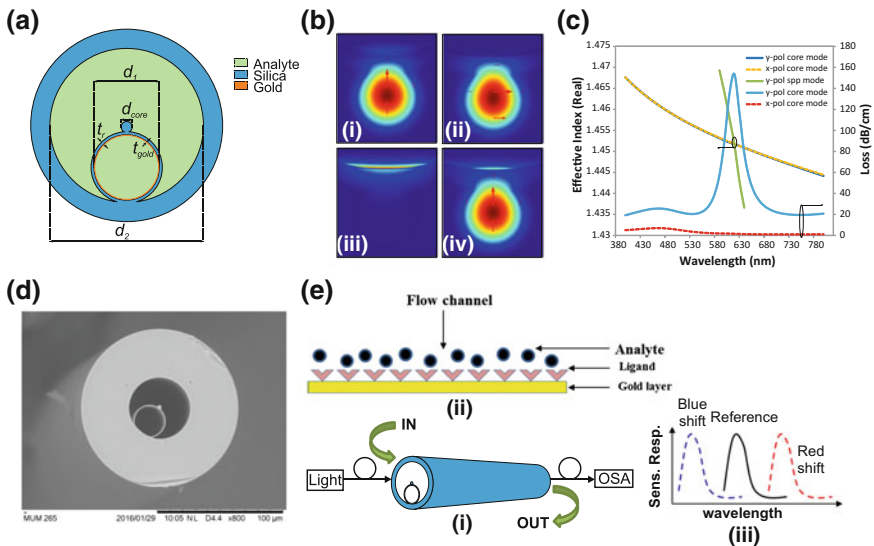 (a)
Analyte
Silica
Gold
d1
dcore
tr
tgold
d2
(b)
(i)
(ii)
(iii)
(iv)
(c)
Effective Index (Real)
1.475
1.47
1.465
1.46
1.455
1.45
1.445
1.44
1.435
1.43
y-pol core mode
x-pol core mode
y-pol spp mode
y-pol core mode
x-pol core mode
180
160
140
120
100
80
60
40
20
0
Loss (dB/cm)
380 430 480 530 580 630 680 730 780
Wavelength (nm)
(d)
MUM 265 2016/01/29 10:05 NL D4.4 x800 100 µm
(e)
Flow channel
Analyte
Ligand
Gold layer
(ii)
IN
Light
OSA
OUT
(i)
Sens. Resp.
Blue shift
Reference
Red shift
wavelength
(iii)